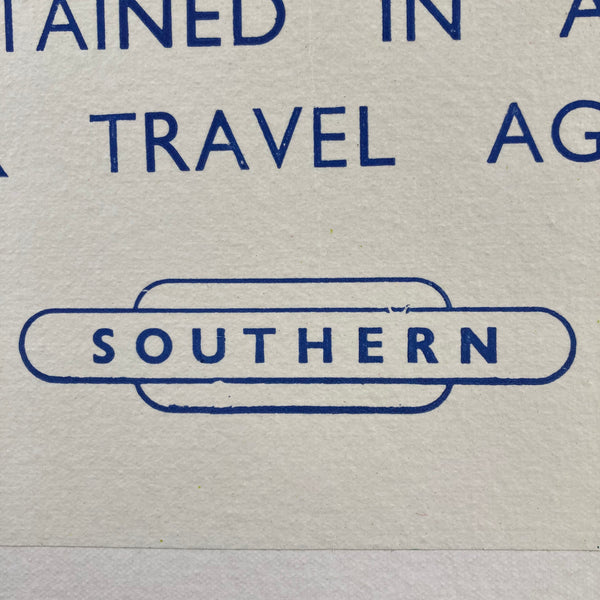 TAINED IN A
R TRAVEL AG
SOUTHERN